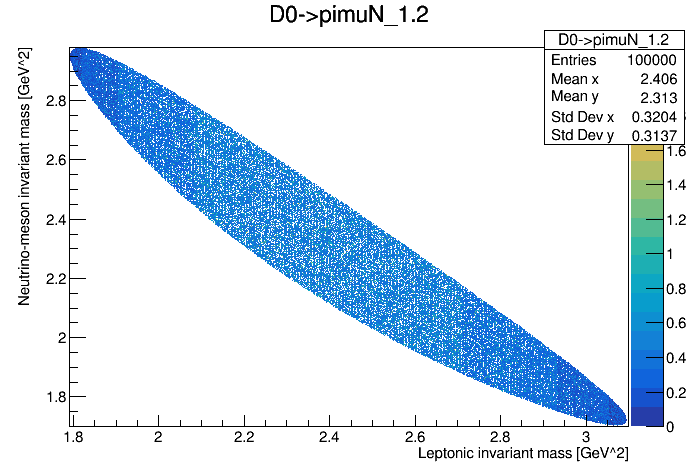 D0->pimuN_1.2
D0->pimuN_1.2
Entries 100000
Mean x 2.406
Mean y 2.313
Std Dev x 0.3204
Std Dev y 0.3137
Neutrino-meson invariant mass [GeV^2]
2.8
2.6
2.4
2.2
2
1.8
1.8 2 2.2 2.4 2.6 2.8 3
Leptonic invariant mass [GeV^2]
1.6
1.4
1.2
1
0.8
0.6
0.4
0.2
0